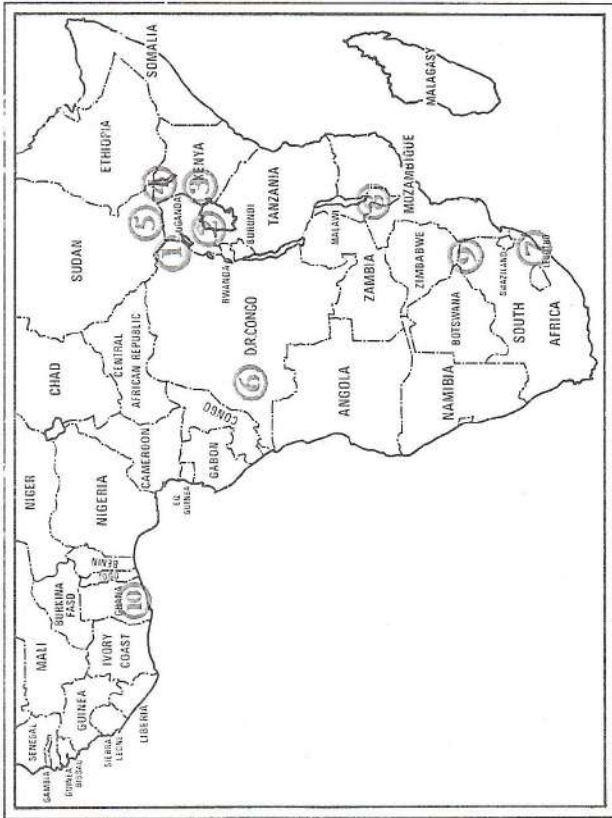 SENEGAL
GAMBIA
GUINEA
BISSAU
MALI
NIGER
CHAD
SUDAN
ETHIOPIA
SOMALIA
GUINEA
SIERRA
LEONE
LIBERIA
IVORY
COAST
BURKINA
FASO
GHANA
10
BENIN
NIGERIA
CAMEROON
CENTRAL
AFRICAN REPUBLIC
EQ.
GUINEA
GABON
CONGO
5
1
4
UGANDA
2
3
KENYA
RWANDA
BURUNDI
6
D.R.CONGO
TANZANIA
ANGOLA
ZAMBIA
MALAWI
MOZAMBIQUE
MALAGASY
NAMIBIA
BOTSWANA
ZIMBABWE
9
SWAZILAND
SOUTH
AFRICA
7